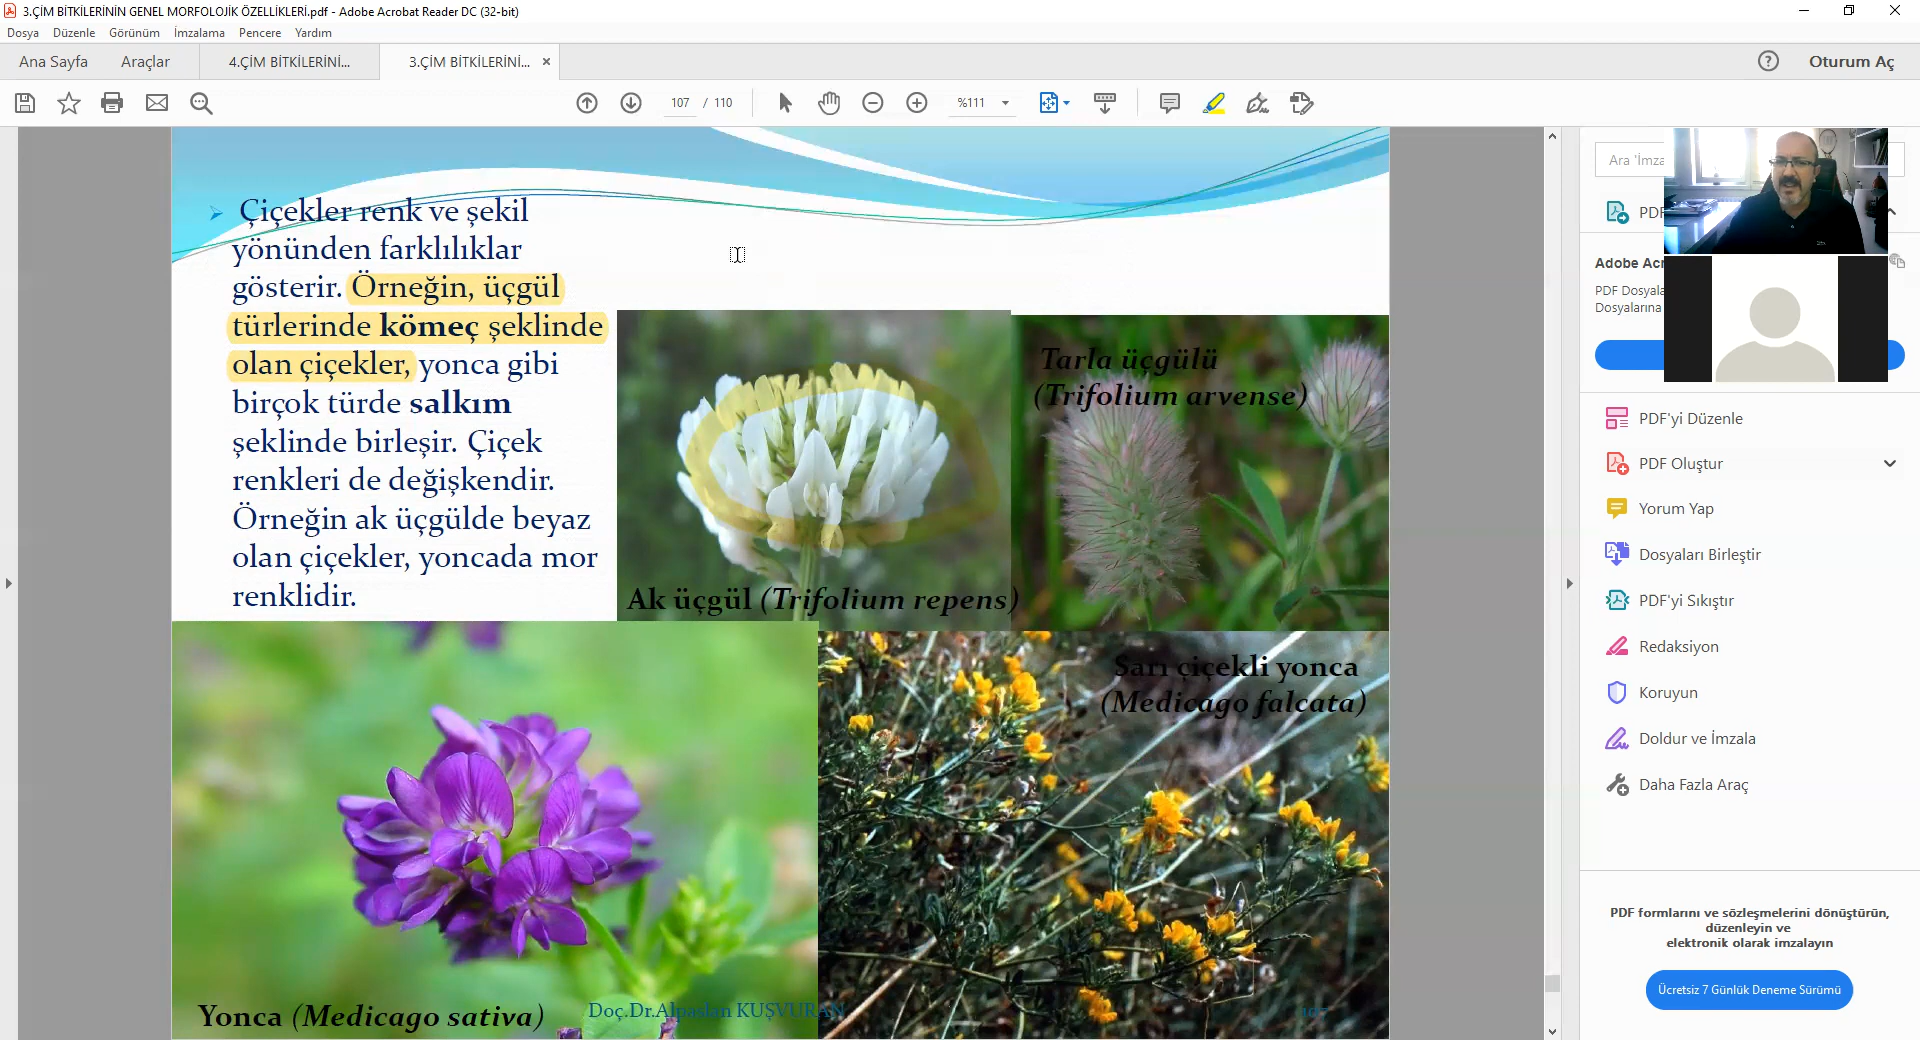 3.ÇİM BİTKİLERİNİN GENEL MORFOLOJİK ÖZELLİKLERİ.pdf - Adobe Acrobat Reader DC (32-bit)
Dosya Düzenle Görünüm İmzalama Pencere Yardım
Ana Sayfa Araçlar 4.ÇİM BİTKİLERİNİ... 3.ÇİM BİTKİLERİNİ... × Oturum Aç
107 / 110 %111
Çiçekler renk ve şekil
yönünden farklılıklar
gösterir. Örneğin, üçgül
türlerinde kömeç şeklinde
olan çiçekler, yonca gibi
birçok türde salkım
şeklinde birleşir. Çiçek
renkleri de değişkendir.
Örneğin ak üçgülde beyaz
olan çiçekler, yoncada mor
renklidir.
Tarla üçgülü
(Trifolium arvense)
Ak üçgül (Trifolium repens)
Sarı çiçekli yonca
(Medicago falcata)
Yonca (Medicago sativa)
Doç.Dr.Alpaslan KUŞVURAN
107
Ara 'İmza
PDF
Adobe Acr
PDF Dosyala
Dosyalarına
PDF'yi Düzenle
PDF Oluştur
Yorum Yap
Dosyaları Birleştir
PDF'yi Sıkıştır
Redaksiyon
Koruyun
Doldur ve İmzala
Daha Fazla Araç
PDF formlarını ve sözleşmelerini dönüştürün,
düzenleyin ve
elektronik olarak imzalayın
Ücretsiz 7 Günlük Deneme Sürümü